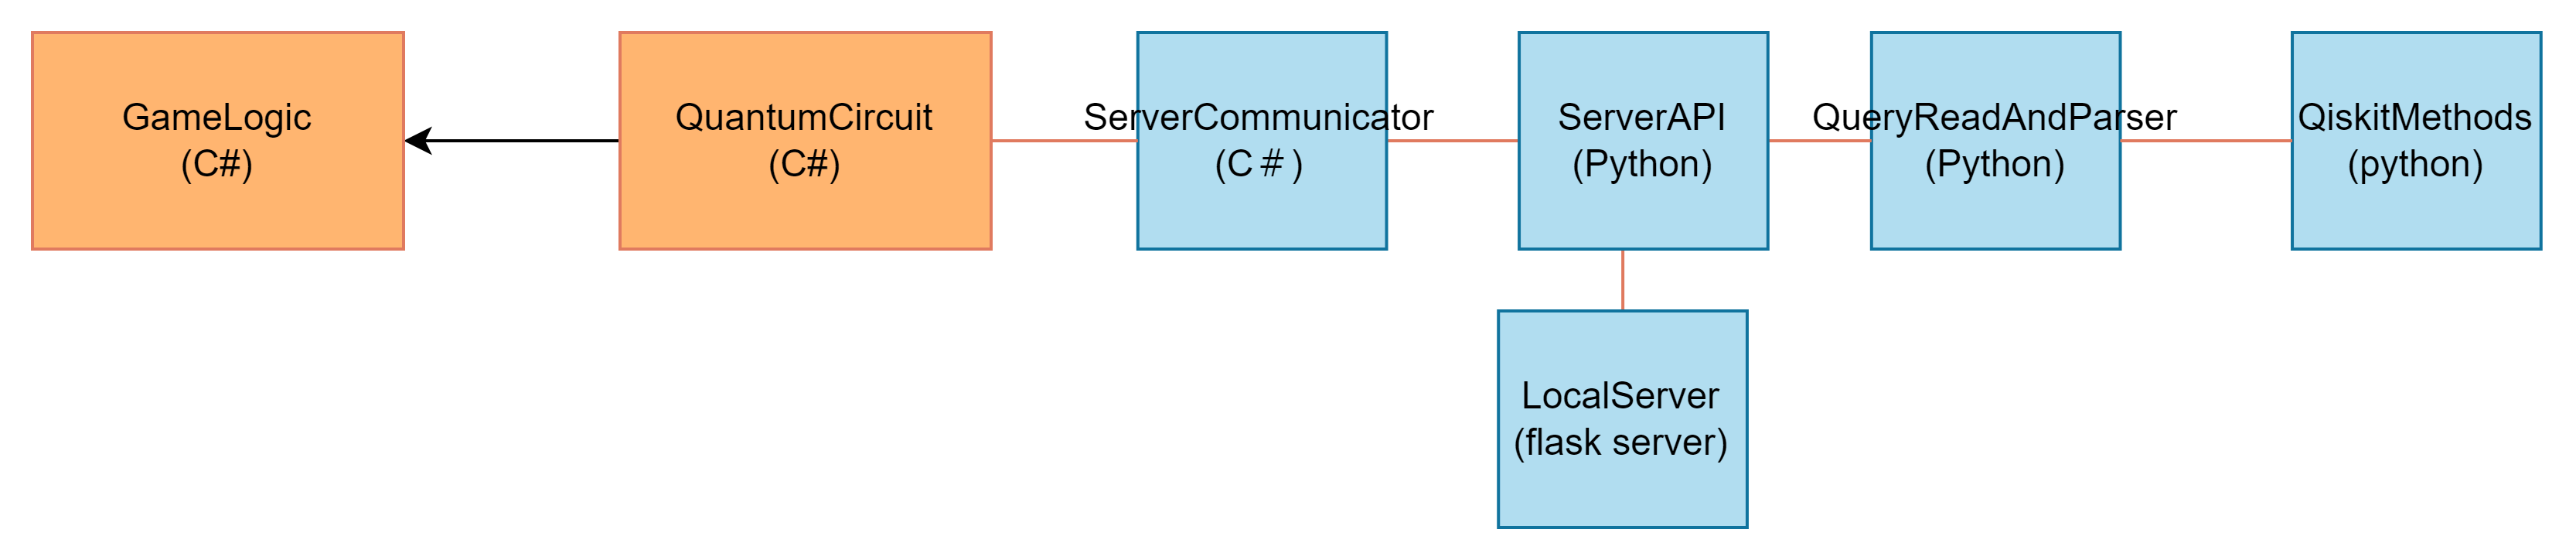 GameLogic
(C#)
QuantumCircuit
(C#)
ServerCommunicator
(C＃)
ServerAPI
(Python)
QueryReadAndParser
(Python)
QiskitMethods
(python)
LocalServer
(flask server)